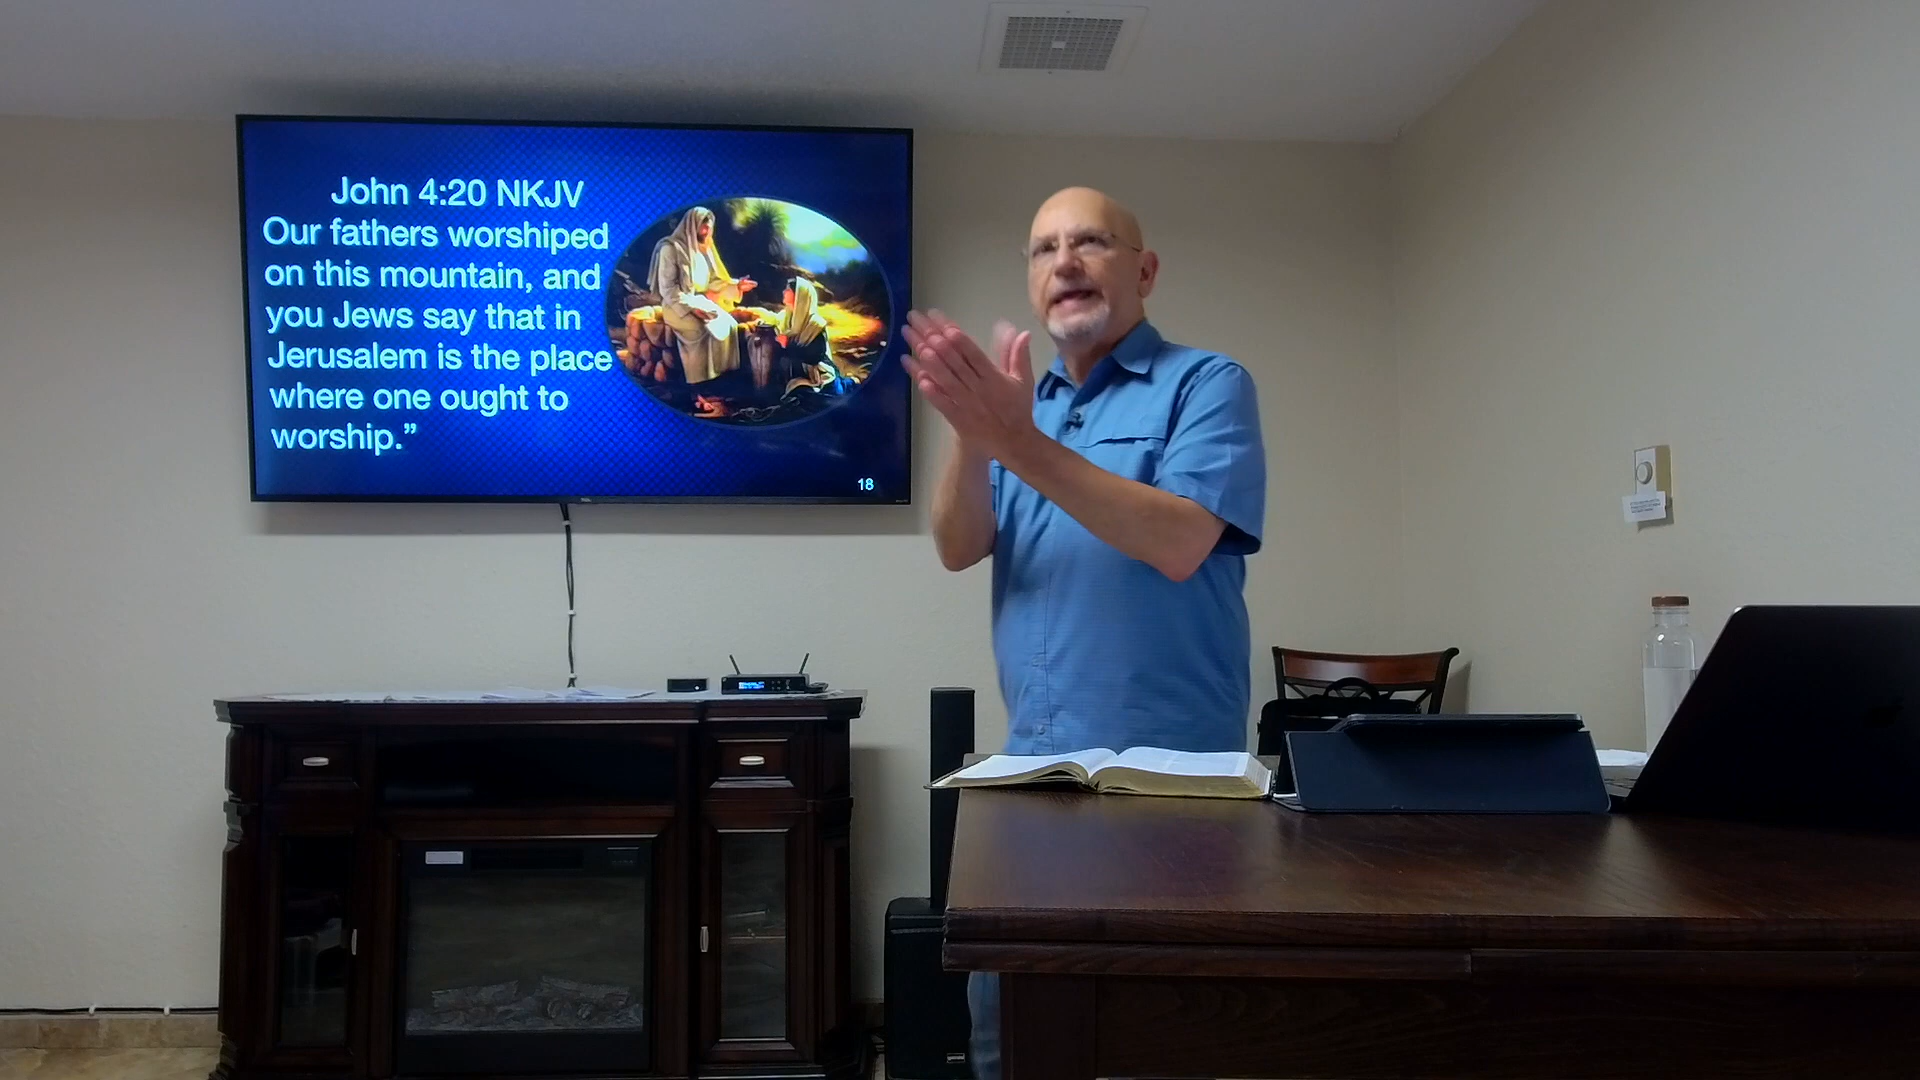 John 4:20 NKJV
Our fathers worshiped
on this mountain, and
you Jews say that in
Jerusalem is the place
where one ought to
worship.”
18